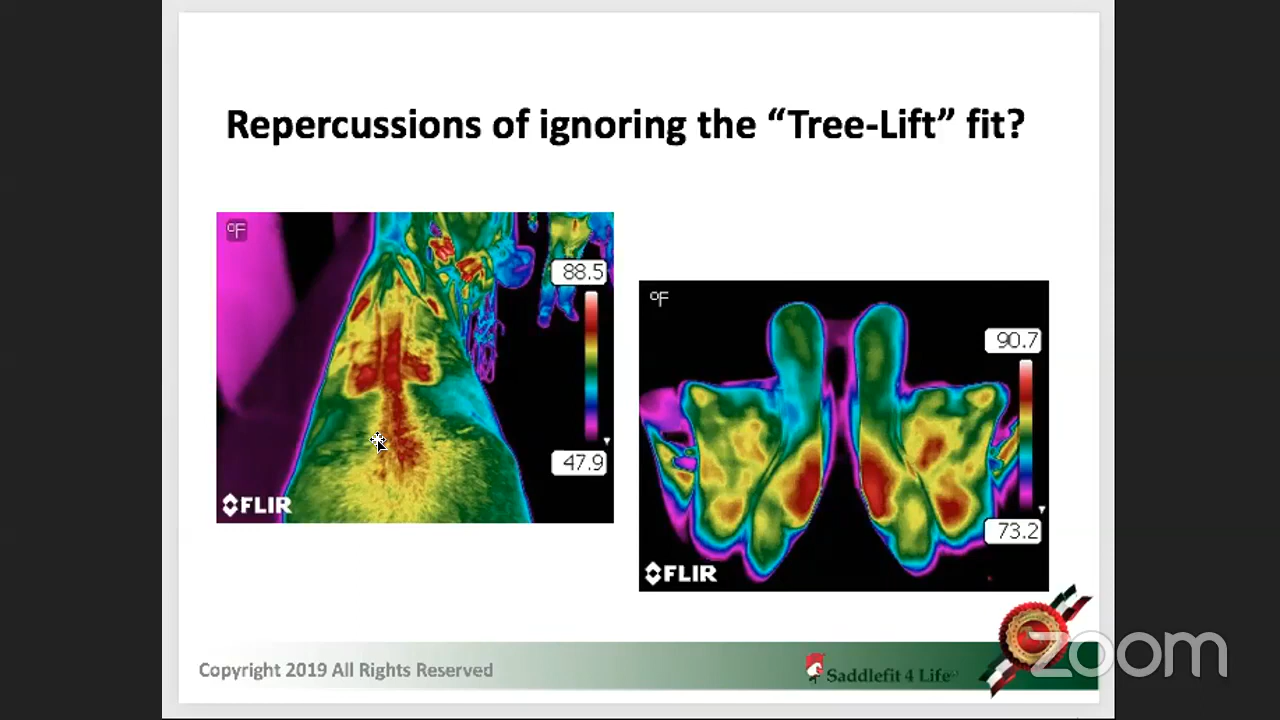 Repercussions of ignoring the “Tree-Lift” fit?
°F
88.5
47.9
FLIR
°F
90.7
73.2
FLIR
Copyright 2019 All Rights Reserved
Saddlefit 4 Life
zoom